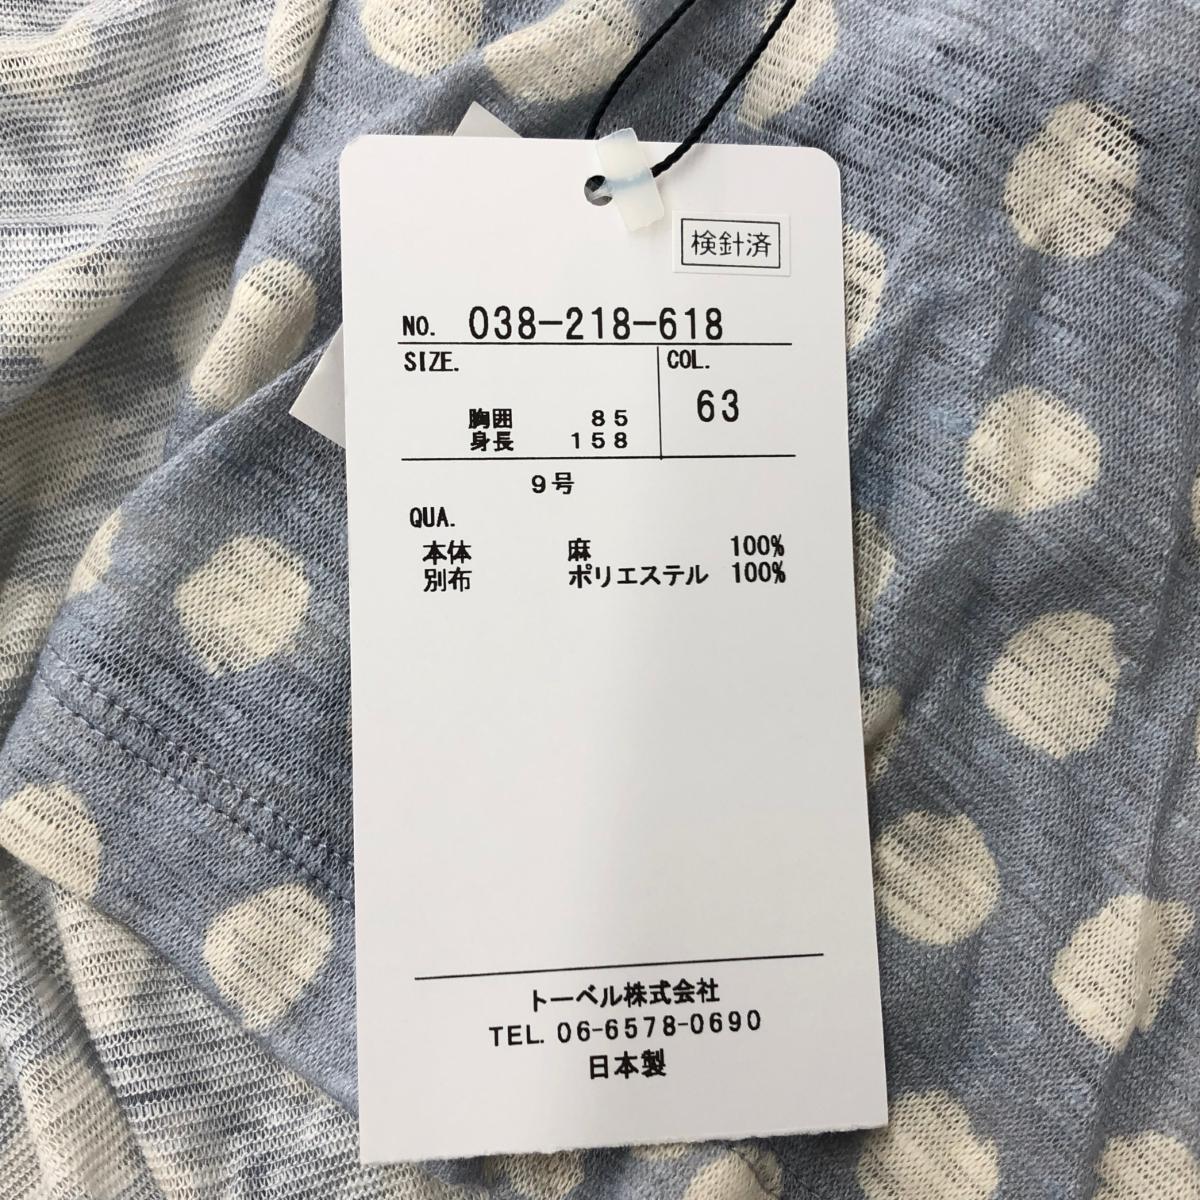 検針済
NO. 038-218-618
SIZE.
COL.
63
胸囲 85
身長 158
9号
QUA.
本体 麻 100%
別布 ポリエステル 100%
トーベル株式会社
TEL. 06-6578-0690
日本製